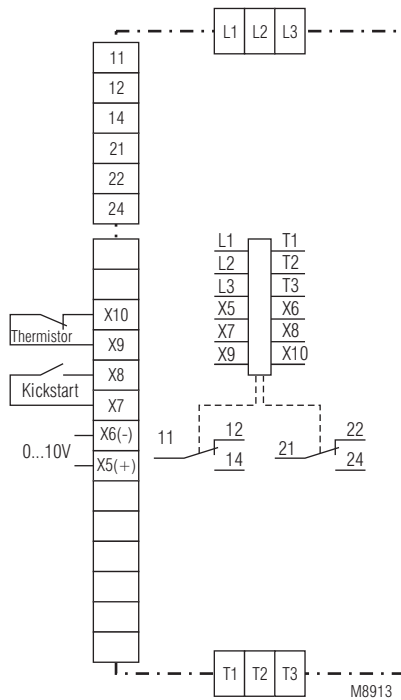 L1 L2 L3
11
12
14
21
22
24
L1 T1
L2 T2
L3 T3
X5 X6
X7 X8
X9 X10
X10
Thermistor
X9
X8
Kickstart
X7
X6(-)
0...10V
X5(+)
11 12 14
21 22 24
T1 T2 T3
M8913